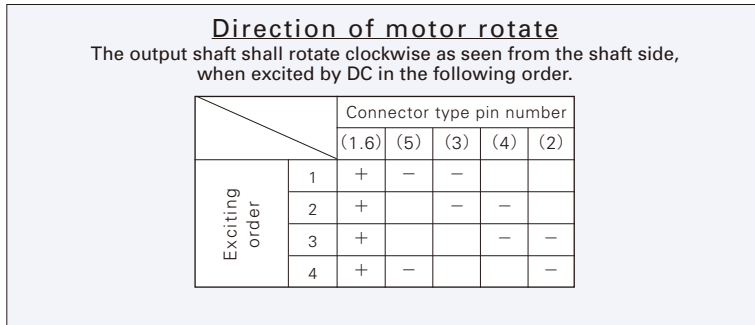 Direction of motor rotate
The output shaft shall rotate clockwise as seen from the shaft side,
when excited by DC in the following order.
Connector type pin number
(1.6) (5) (3) (4) (2)
Exciting order
1 + − −
2 + − −
3 + − −
4 + − −